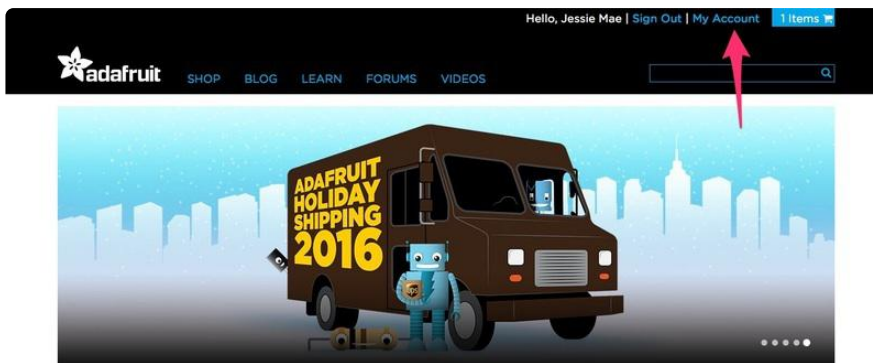 Hello, Jessie Mae | Sign Out | My Account 1 Items
adafruit SHOP BLOG LEARN FORUMS VIDEOS
ADAFRUIT
HOLIDAY
SHIPPING
2016
ups